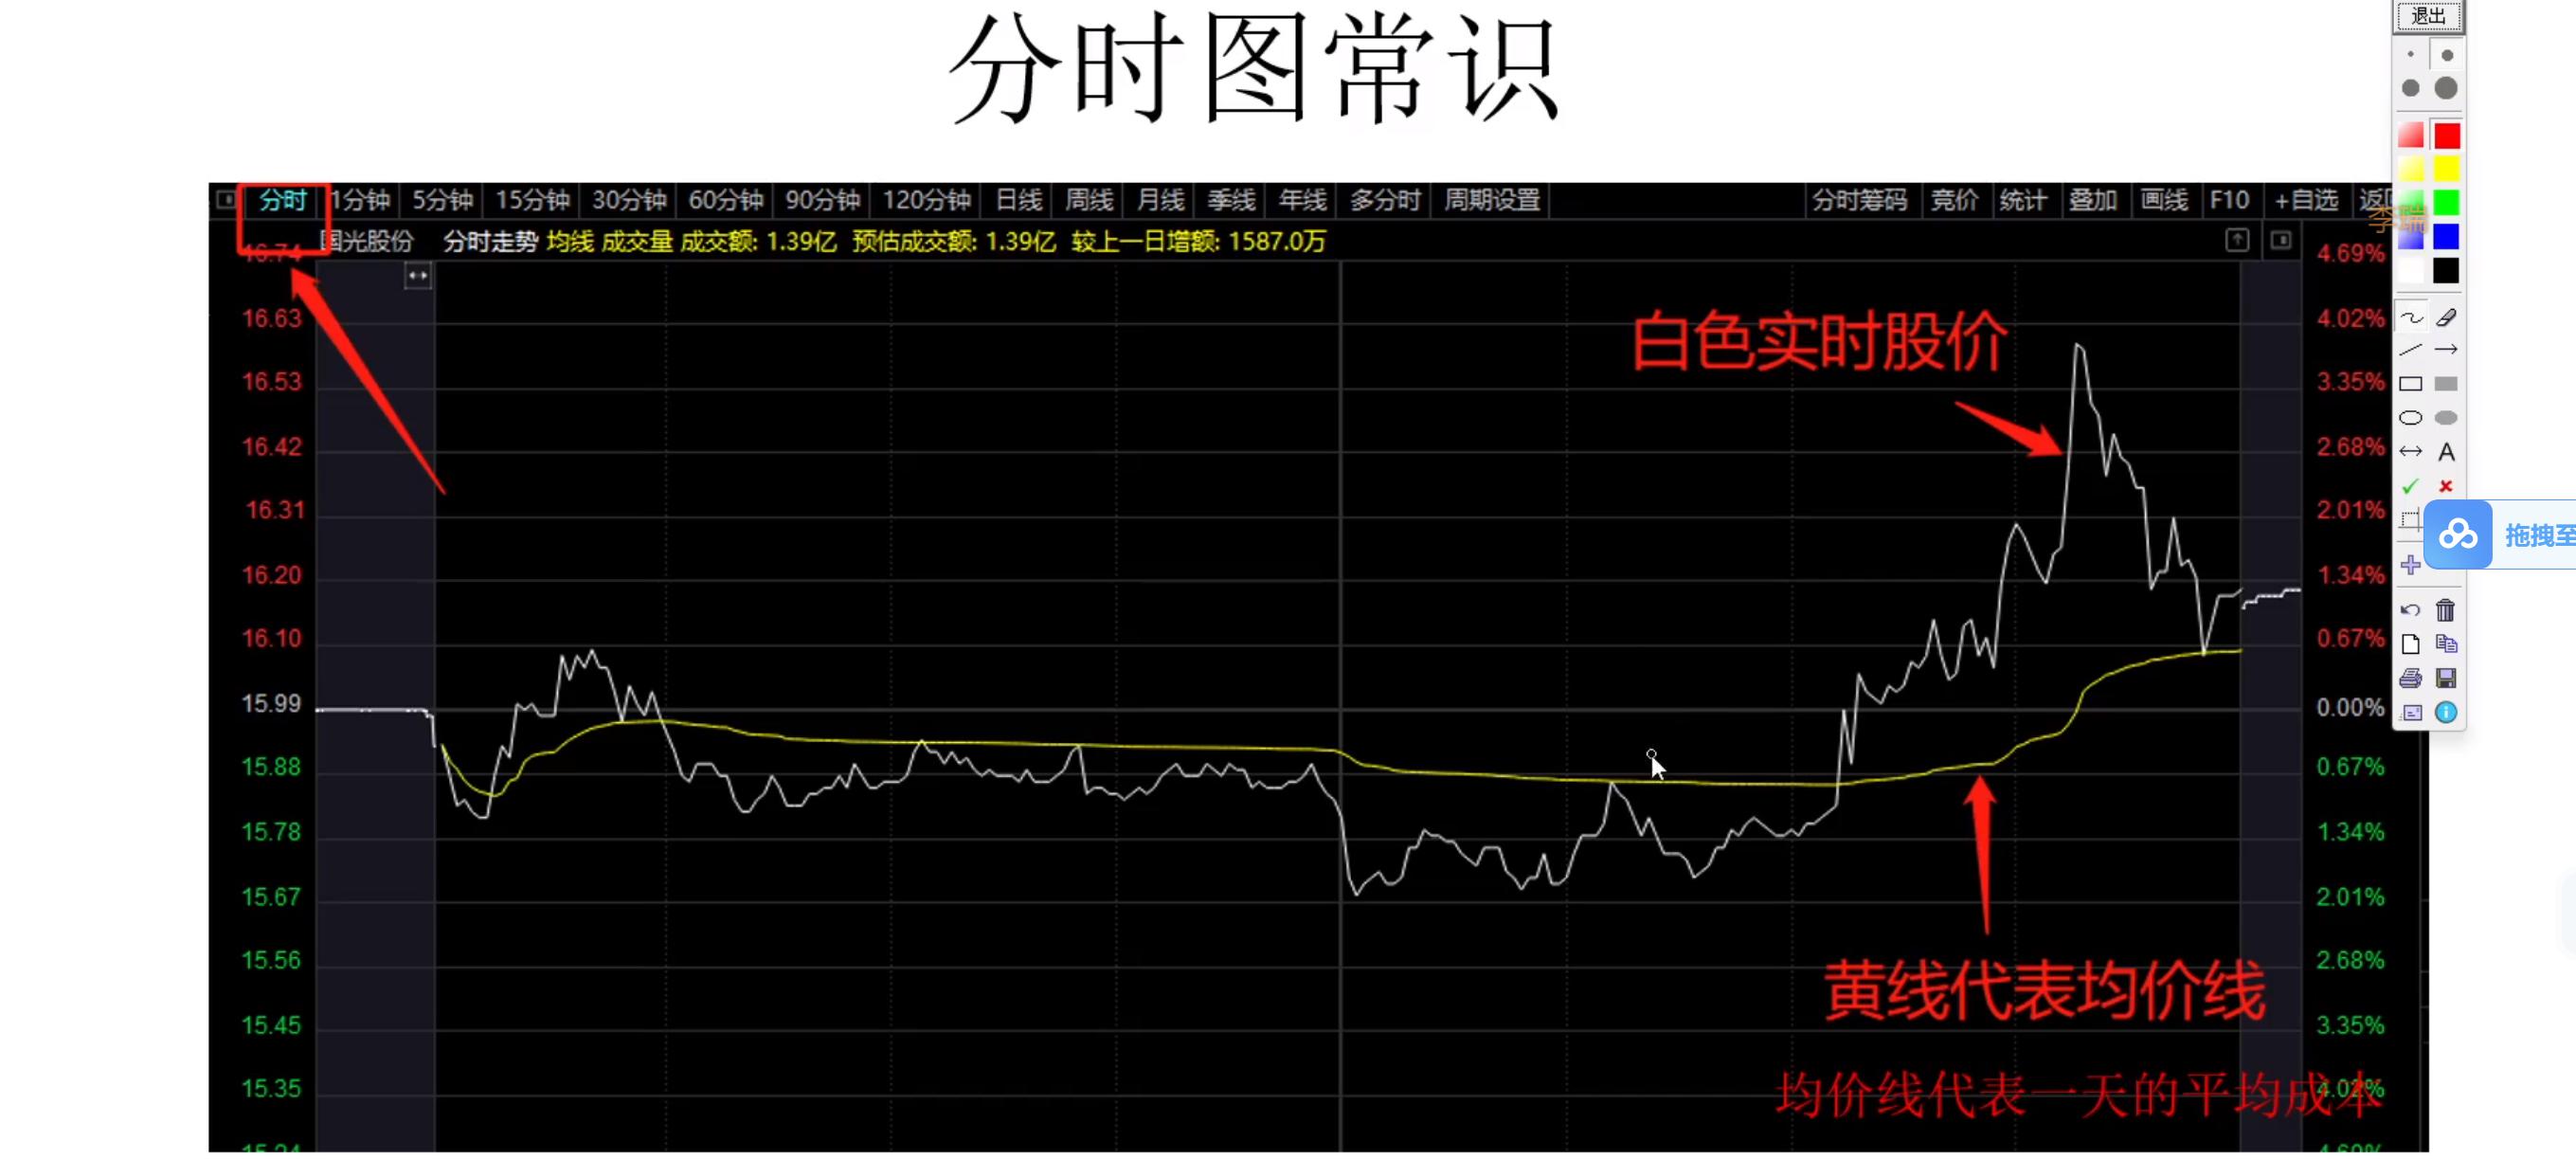 分时图常识
退出
分时 1分钟 5分钟 15分钟 30分钟 60分钟 90分钟 120分钟 日线 周线 月线 季线 年线 多分时 周期设置 分时筹码 竞价 统计 叠加 画线 F10 +自选 返回
李瑞
国光股份 分时走势 均线 成交量 成交额: 1.39亿 预估成交额: 1.39亿 较上一日增额: 1587.0万
16.74 4.69%
16.63 4.02%
白色实时股价
16.53 3.35%
16.42 2.68%
A
16.31 2.01%
拖拽至
16.20 1.34%
16.10 0.67%
15.99 0.00%
15.88 0.67%
15.78 1.34%
15.67 2.01%
15.56 2.68%
黄线代表均价线
15.45 3.35%
15.35 4.02%
均价线代表一天的平均成本